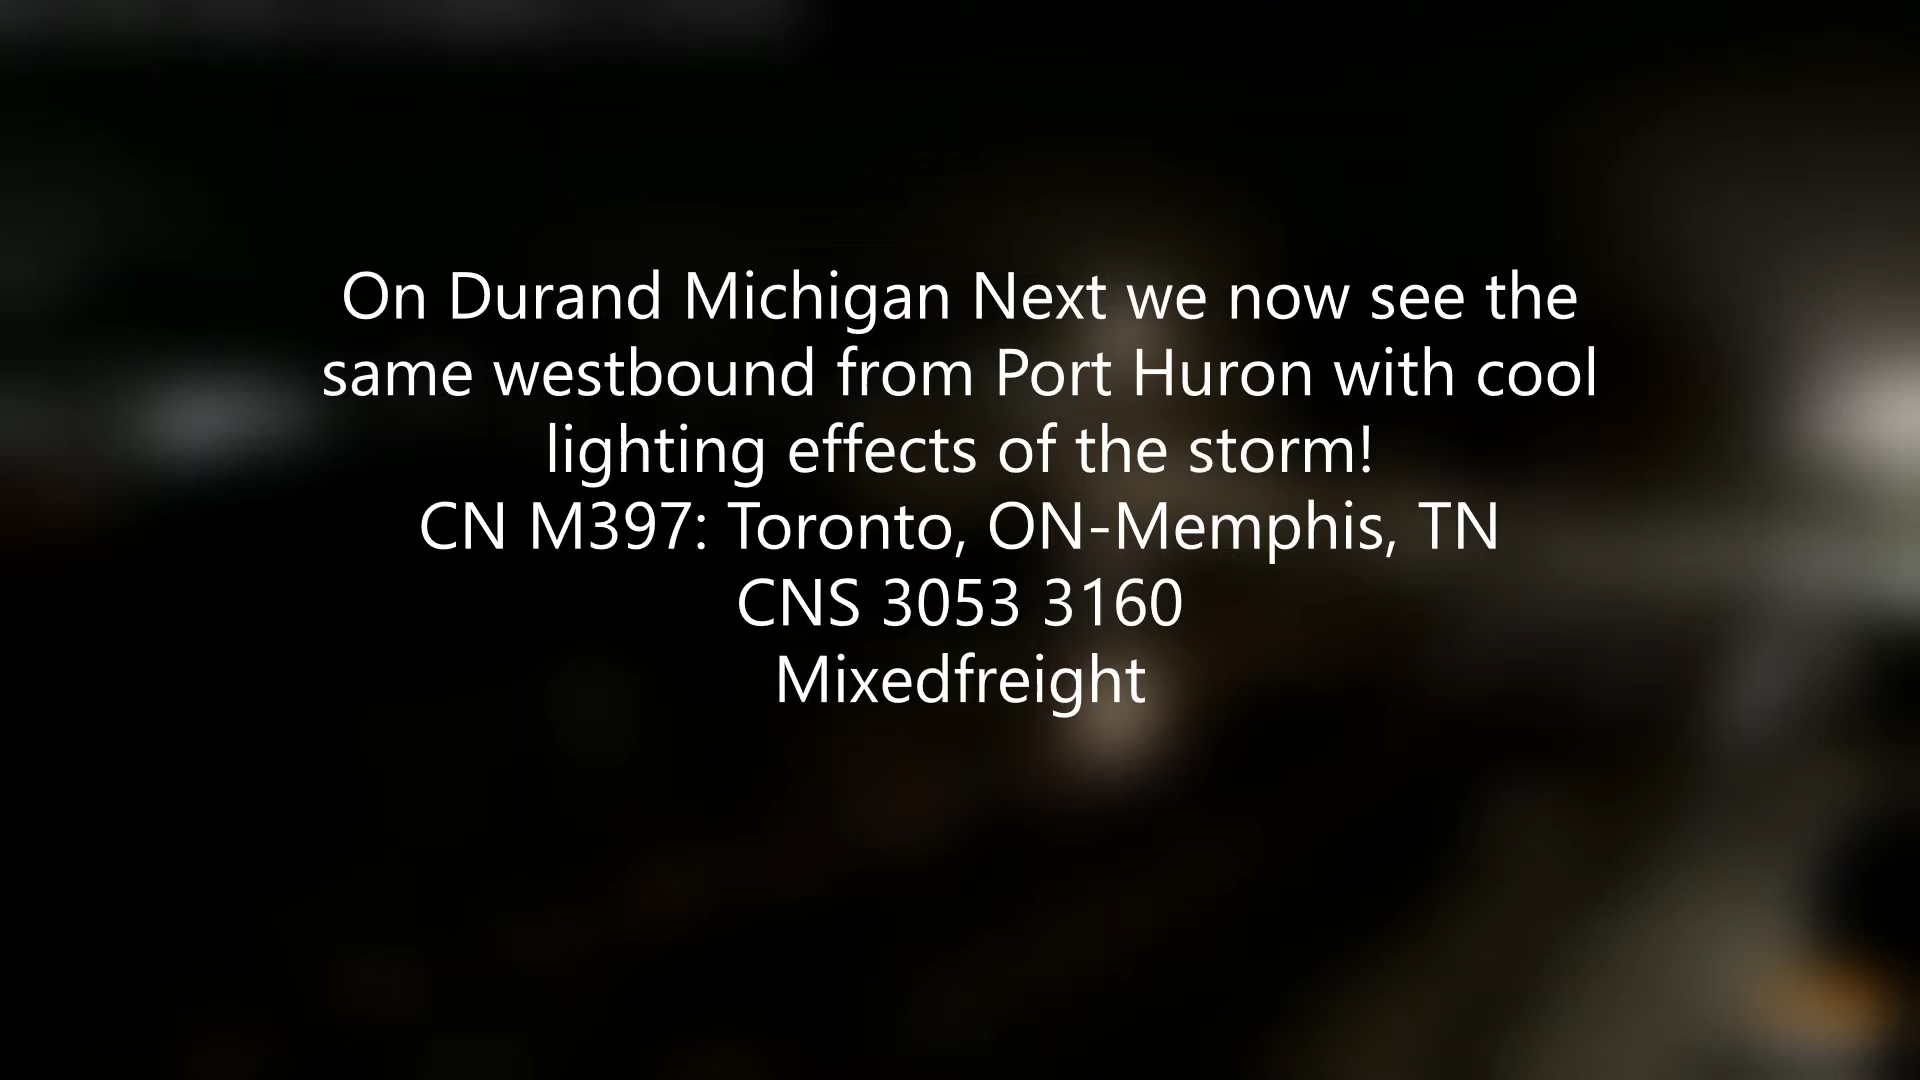 On Durand Michigan Next we now see the
same westbound from Port Huron with cool
lighting effects of the storm!
CN M397: Toronto, ON-Memphis, TN
CNS 3053 3160
Mixedfreight